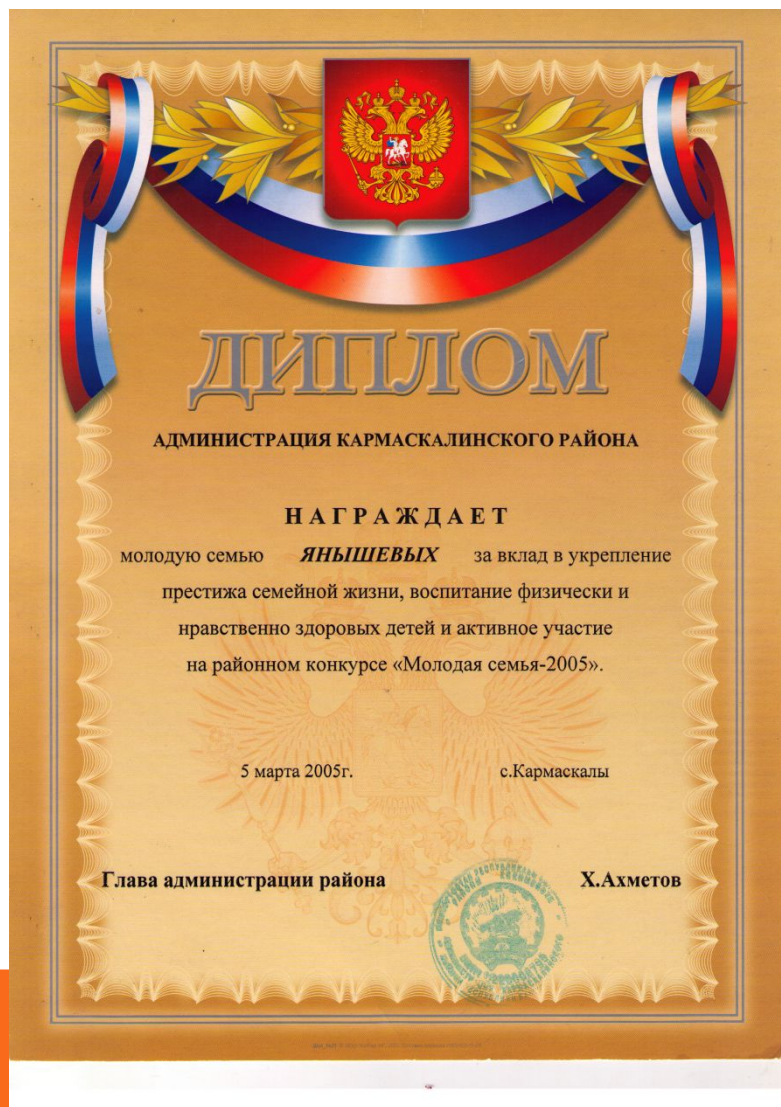 ДИПЛОМ
АДМИНИСТРАЦИЯ КАРМАСКАЛИНСКОГО РАЙОНА
НАГРАЖДАЕТ
молодую семью ЯНЫШЕВЫХ за вклад в укрепление
престижа семейной жизни, воспитание физически и
нравственно здоровых детей и активное участие
на районном конкурсе «Молодая семья-2005».
5 марта 2005г. с.Кармаскалы
Глава администрации района Х.Ахметов